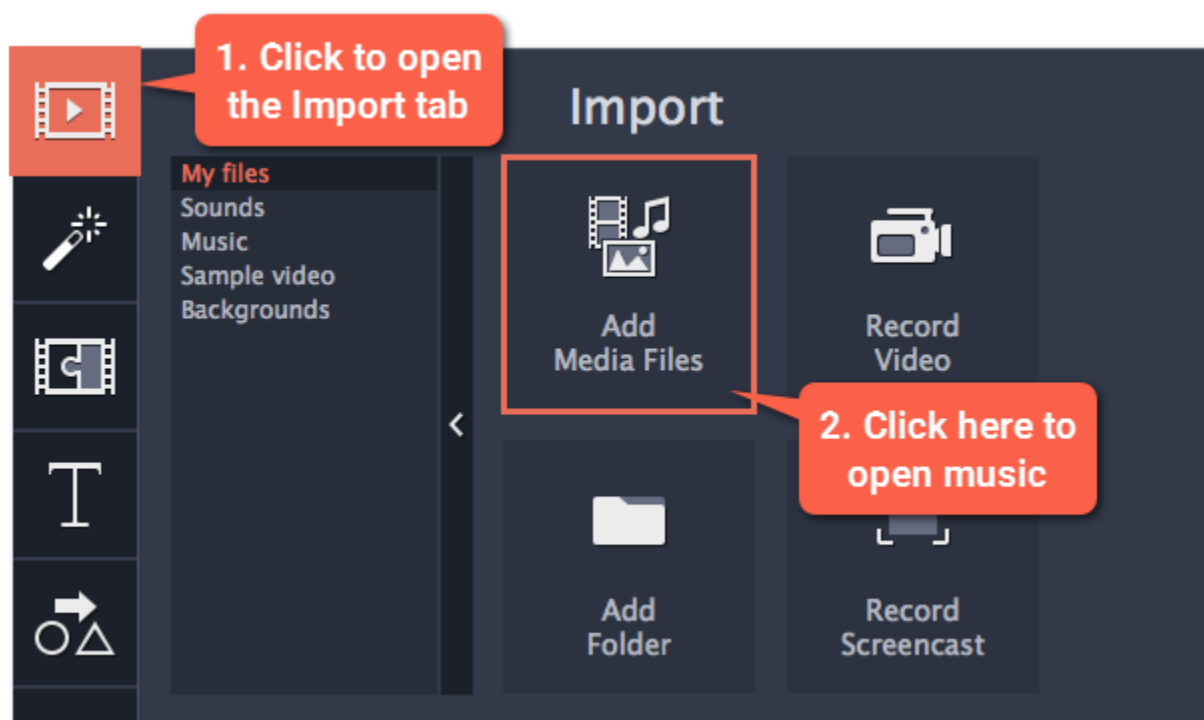 1. Click to open
the Import tab
Import
My files
Sounds
Music
Sample video
Backgrounds
Add
Media Files
Record
Video
2. Click here to
open music
Add
Folder
Record
Screencast